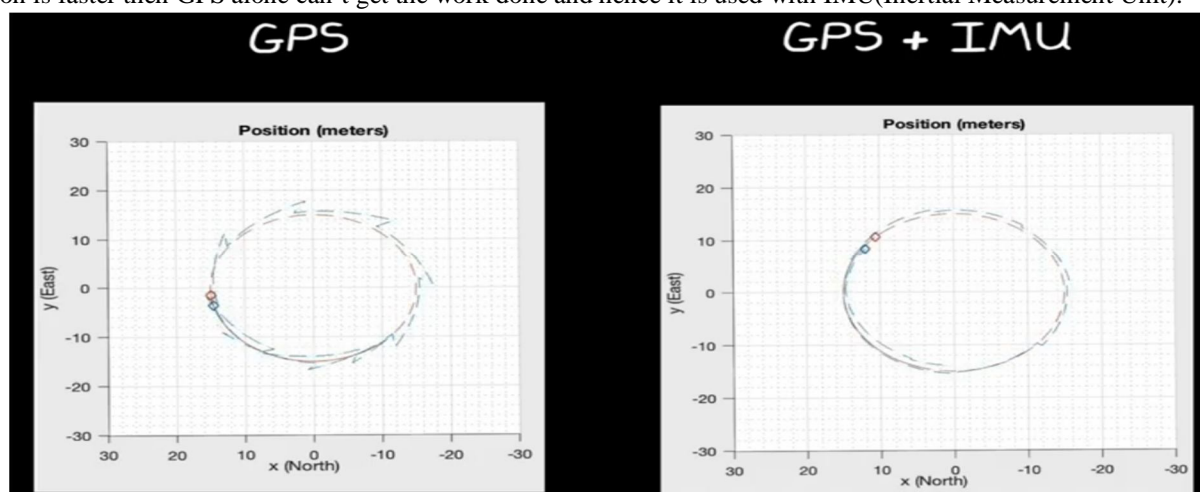 on is faster then GPS alone can't get the work done and hence it is used with IMU(Inertial Measurement Unit).
GPS
GPS + IMU
Position (meters)
30
20
10
0
-10
-20
-30
y (East)
30 20 10 0 -10 -20 -30
x (North)
Position (meters)
30
20
10
0
-10
-20
-30
y (East)
30 20 10 0 -10 -20 -30
x (North)